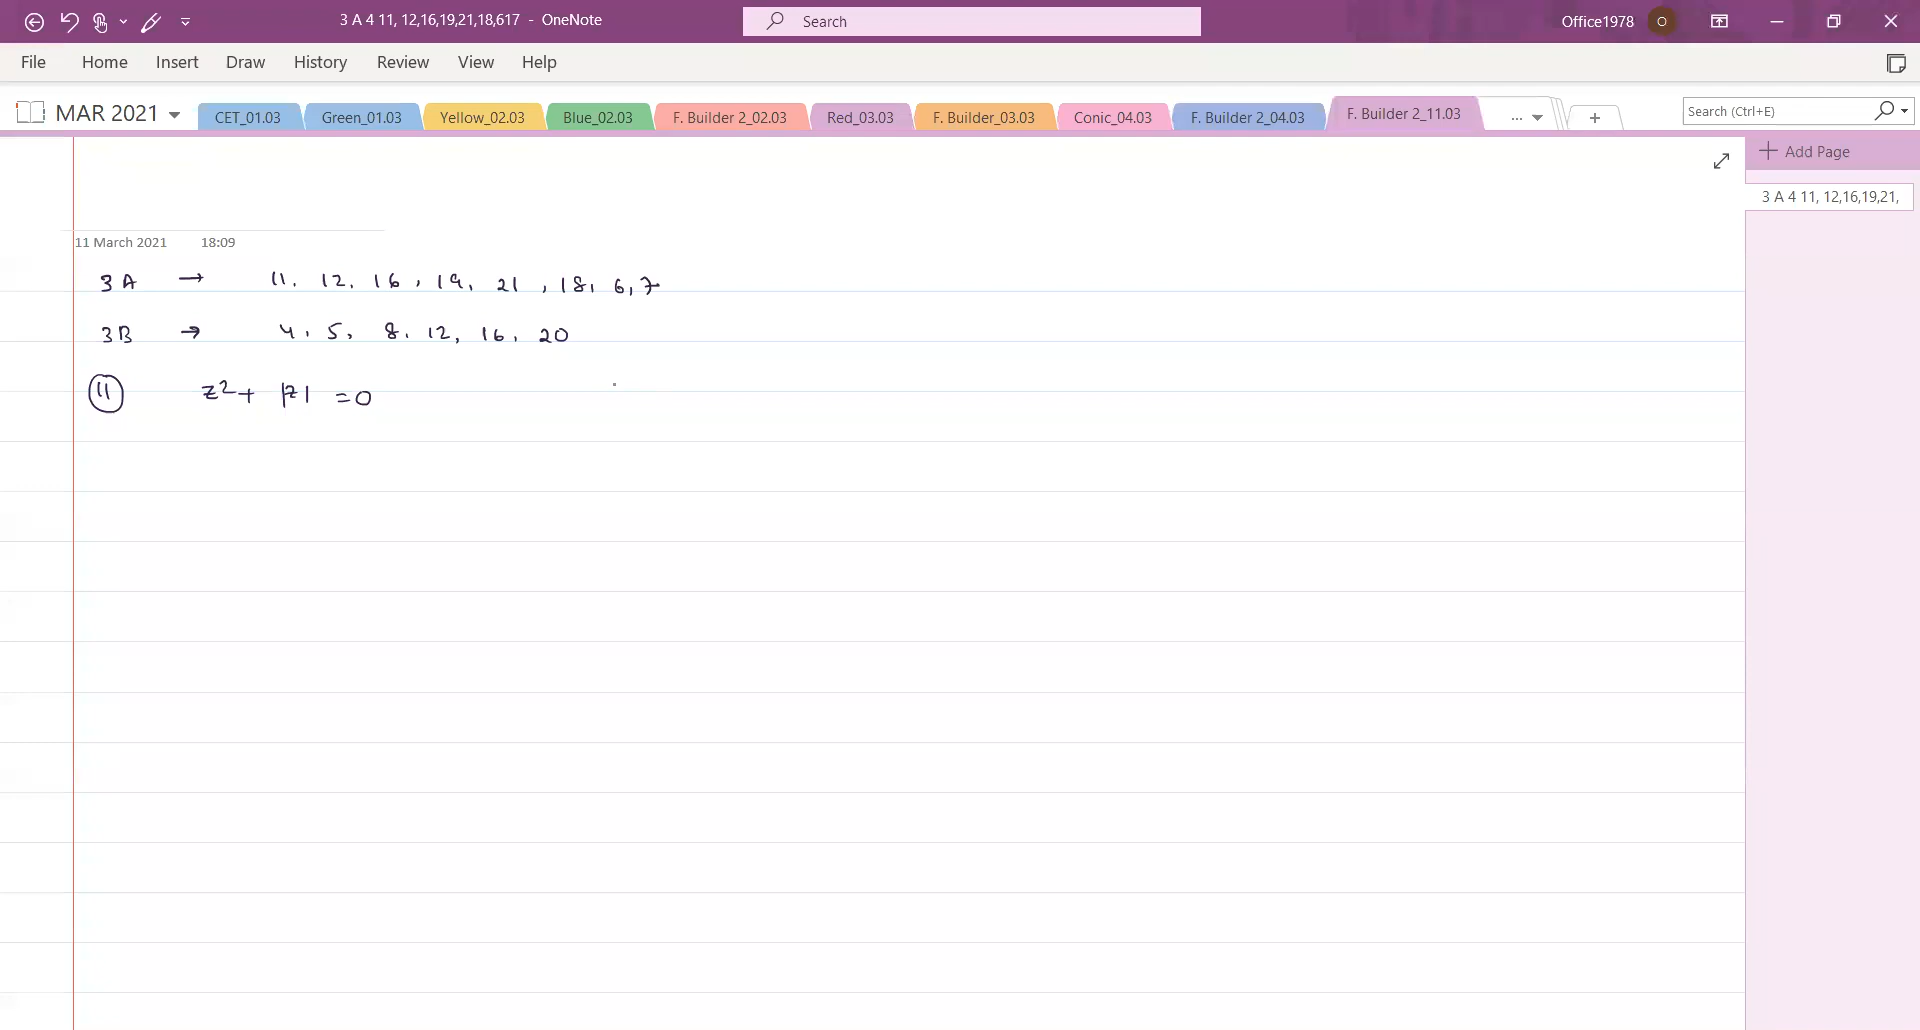 3 A 4 11, 12,16,19,21,18,617 - OneNote
Search
Office1978
O
File Home Insert Draw History Review View Help
MAR 2021
CET_01.03 Green_01.03 Yellow_02.03 Blue_02.03 F. Builder 2_02.03 Red_03.03 F. Builder_03.03 Conic_04.03 F. Builder 2_04.03 F. Builder 2_11.03 ... +
Search (Ctrl+E)
Add Page
3 A 4 11, 12,16,19,21,
11 March 2021 18:09
3A → 11, 12, 16, 19, 21, 18, 6, 7
3B → 4, 5, 8, 12, 16, 20
11 z² + |z| = 0